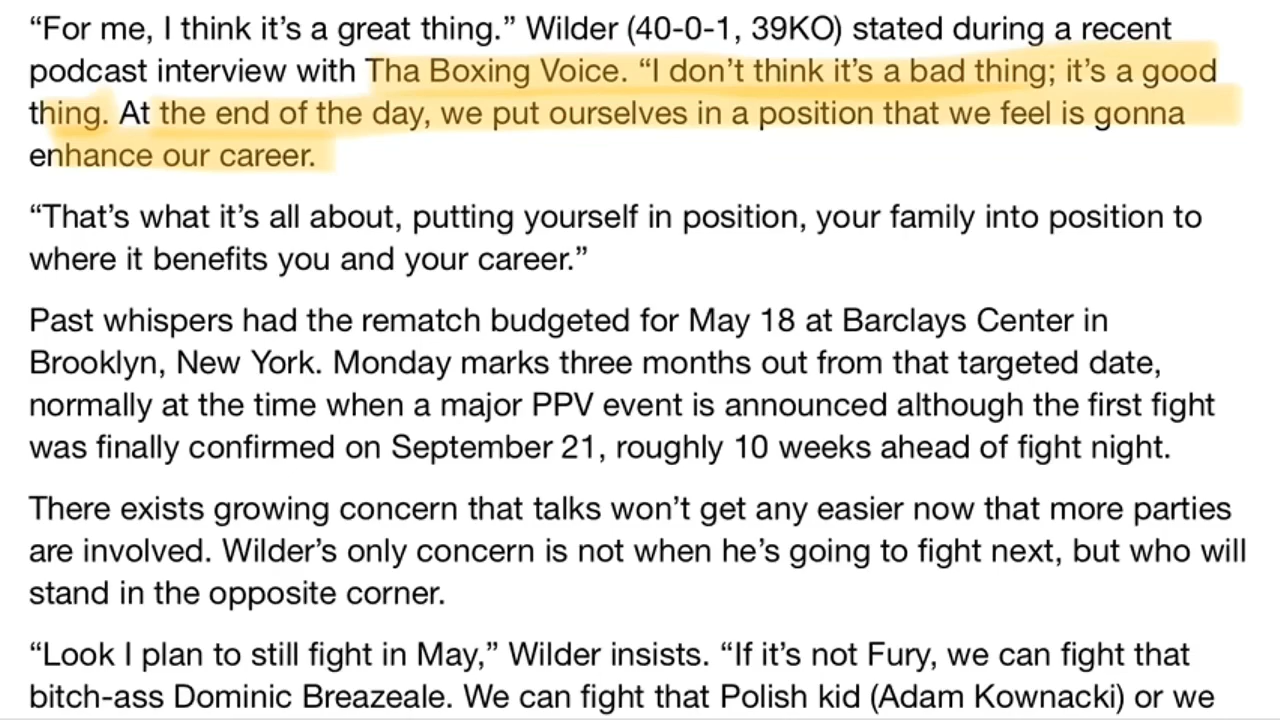 “For me, I think it’s a great thing.” Wilder (40-0-1, 39KO) stated during a recent
podcast interview with Tha Boxing Voice. “I don’t think it’s a bad thing; it’s a good
thing. At the end of the day, we put ourselves in a position that we feel is gonna
enhance our career.
“That’s what it’s all about, putting yourself in position, your family into position to
where it benefits you and your career.”
Past whispers had the rematch budgeted for May 18 at Barclays Center in
Brooklyn, New York. Monday marks three months out from that targeted date,
normally at the time when a major PPV event is announced although the first fight
was finally confirmed on September 21, roughly 10 weeks ahead of fight night.
There exists growing concern that talks won’t get any easier now that more parties
are involved. Wilder’s only concern is not when he’s going to fight next, but who will
stand in the opposite corner.
“Look I plan to still fight in May,” Wilder insists. “If it’s not Fury, we can fight that
bitch-ass Dominic Breazeale. We can fight that Polish kid (Adam Kownacki) or we